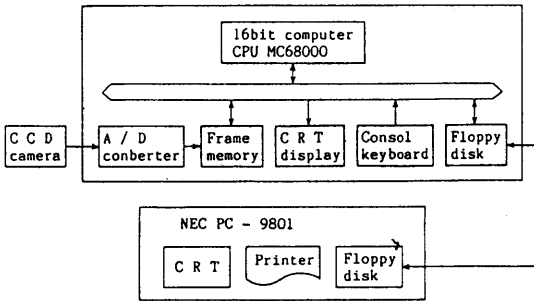 16bit computer
CPU MC68000
C C D
camera
A / D
conberter
Frame
memory
C R T
display
Consol
keyboard
Floppy
disk
NEC PC - 9801
C R T
Printer
Floppy
disk